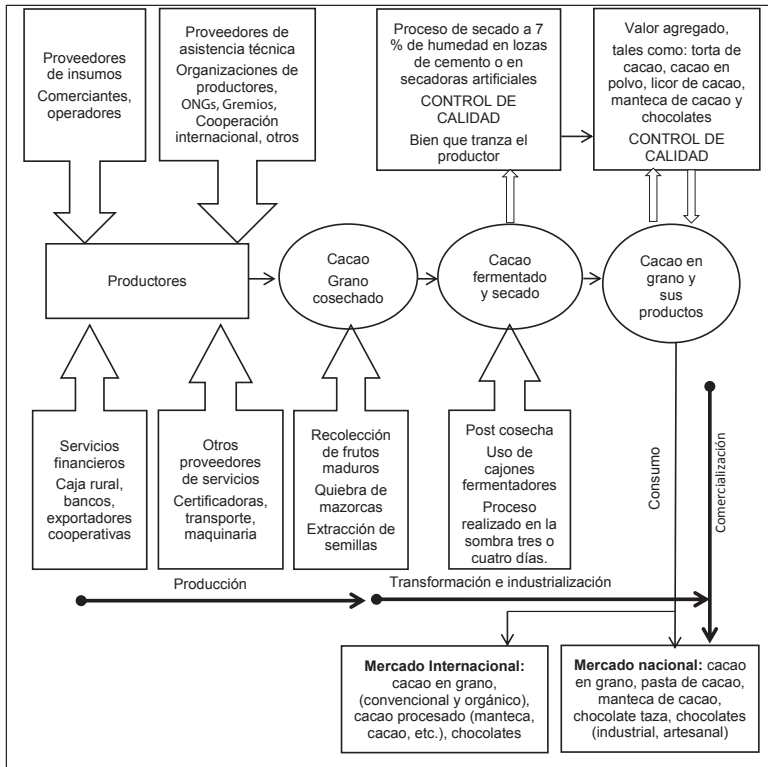 Proveedores
de insumos
Comerciantes,
operadores
Proveedores de
asistencia técnica
Organizaciones de
productores,
ONGs, Gremios,
Cooperación
internacional, otros
Proceso de secado a 7
% de humedad en lozas
de cemento o en
secadoras artificiales
CONTROL DE
CALIDAD
Bien que tranza el
productor
Valor agregado,
tales como: torta de
cacao, cacao en
polvo, licor de cacao,
manteca de cacao y
chocolates
CONTROL DE
CALIDAD
Productores
Cacao
Grano
cosechado
Cacao
fermentado
y secado
Cacao en
grano y
sus
productos
Servicios
financieros
Caja rural,
bancos,
exportadores
cooperativas
Otros
proveedores
de servicios
Certificadoras,
transporte,
maquinaria
Recolección
de frutos
maduros
Quiebra de
mazorcas
Extracción de
semillas
Post cosecha
Uso de
cajones
fermentadores
Proceso
realizado en la
sombra tres o
cuatro días.
Consumo
Comercialización
Producción
Transformación e industrialización
Mercado Internacional:
cacao en grano,
(convencional y orgánico),
cacao procesado (manteca,
cacao, etc.), chocolates
Mercado nacional: cacao
en grano, pasta de cacao,
manteca de cacao,
chocolate taza, chocolates
(industrial, artesanal)